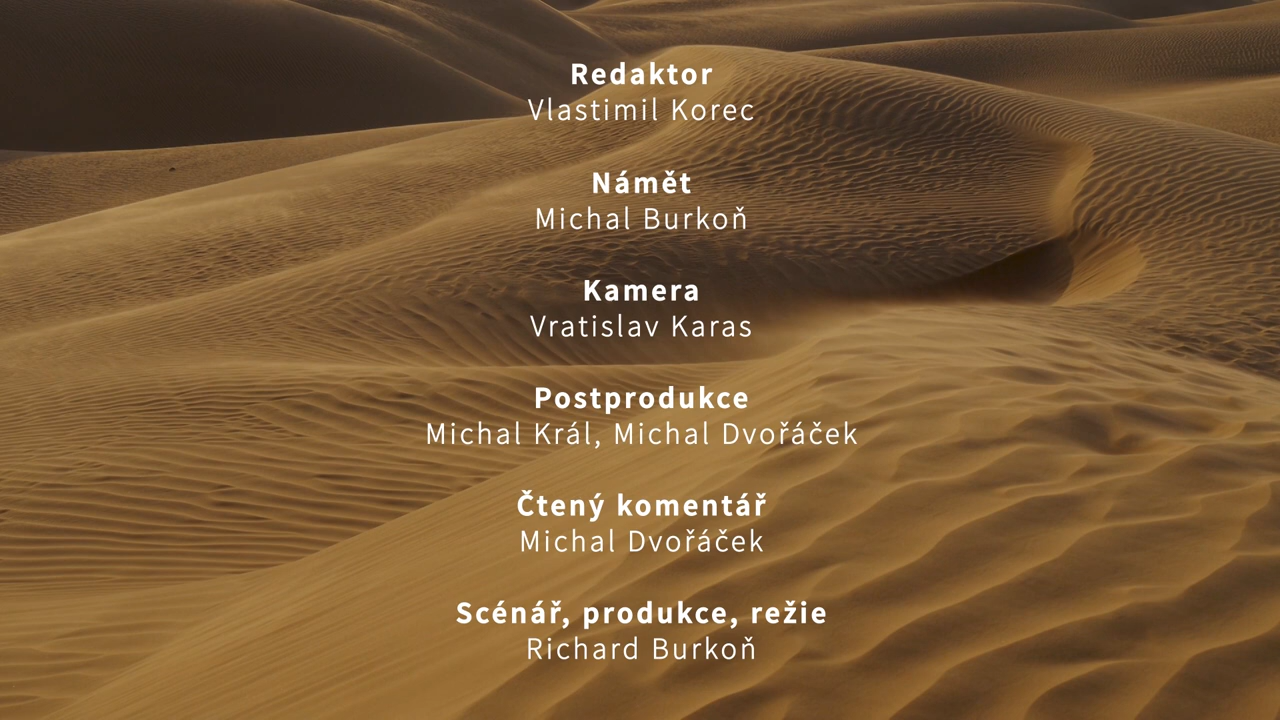 Redaktor
Vlastimil Korec
Námět
Michal Burkoň
Kamera
Vratislav Karas
Postprodukce
Michal Král, Michal Dvořáček
Čtený komentář
Michal Dvořáček
Scénář, produkce, režie
Richard Burkoň